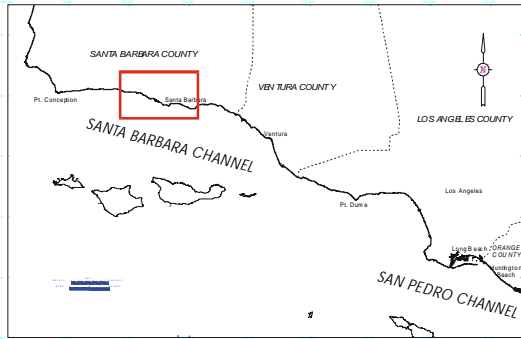 SANTA BARBARA COUNTY
N
VENTURA COUNTY
Pt. Conception
Santa Barbara
LOS ANGELES COUNTY
SANTA BARBARA CHANNEL
Ventura
Los Angeles
Pt. Dume
Long Beach
ORANGE
COUNTY
Huntington
Beach
SAN PEDRO CHANNEL